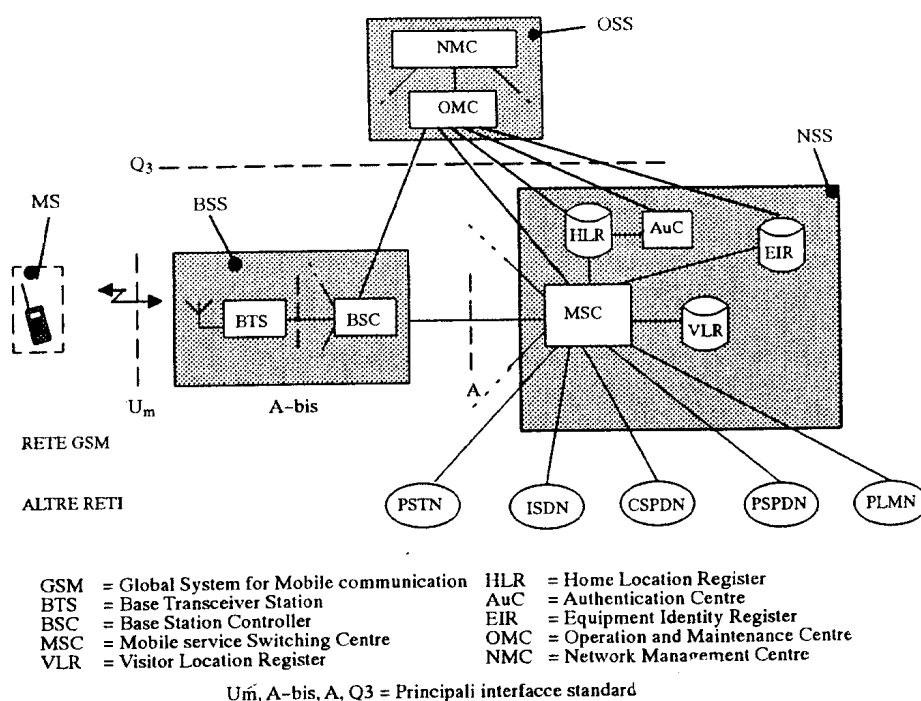 OSS
NMC
OMC
NSS
Q3
MS
BSS
HLR
AuC
EIR
BTS
BSC
MSC
VLR
Um
A-bis
A
RETE GSM
ALTRE RETI
PSTN
ISDN
CSPDN
PSPDN
PLMN
GSM = Global System for Mobile communication
BTS = Base Transceiver Station
BSC = Base Station Controller
MSC = Mobile service Switching Centre
VLR = Visitor Location Register
HLR = Home Location Register
AuC = Authentication Centre
EIR = Equipment Identity Register
OMC = Operation and Maintenance Centre
NMC = Network Management Centre
Um, A-bis, A, Q3 = Principali interfacce standard